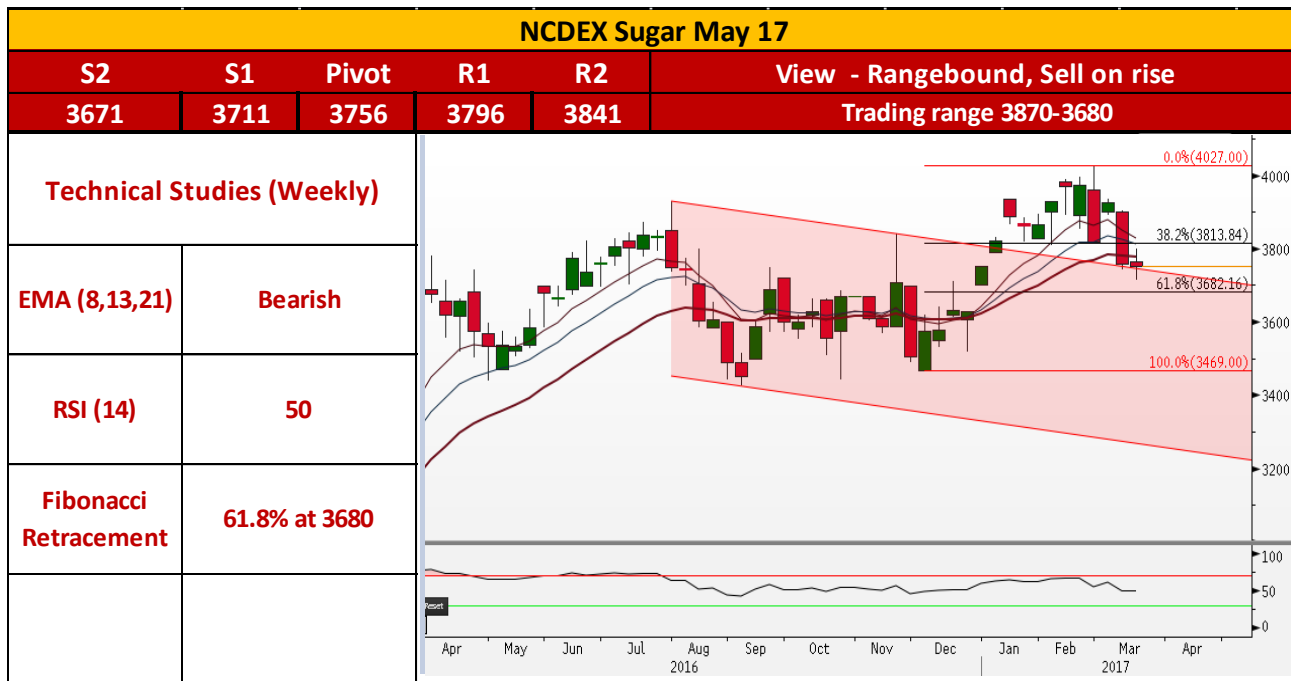 NCDEX Sugar May 17
S2 S1 Pivot R1 R2 View - Rangebound, Sell on rise
3671 3711 3756 3796 3841 Trading range 3870-3680
Technical Studies (Weekly)
EMA (8,13,21) Bearish
RSI (14) 50
Fibonacci
Retracement
61.8% at 3680
0.0%(4027.00)
38.2%(3813.84)
61.8%(3682.16)
100.0%(3469.00)
4000
3800
3600
3400
3200
100
50
0
Reset
Apr May Jun Jul Aug Sep Oct Nov Dec Jan Feb Mar Apr
2016 2017